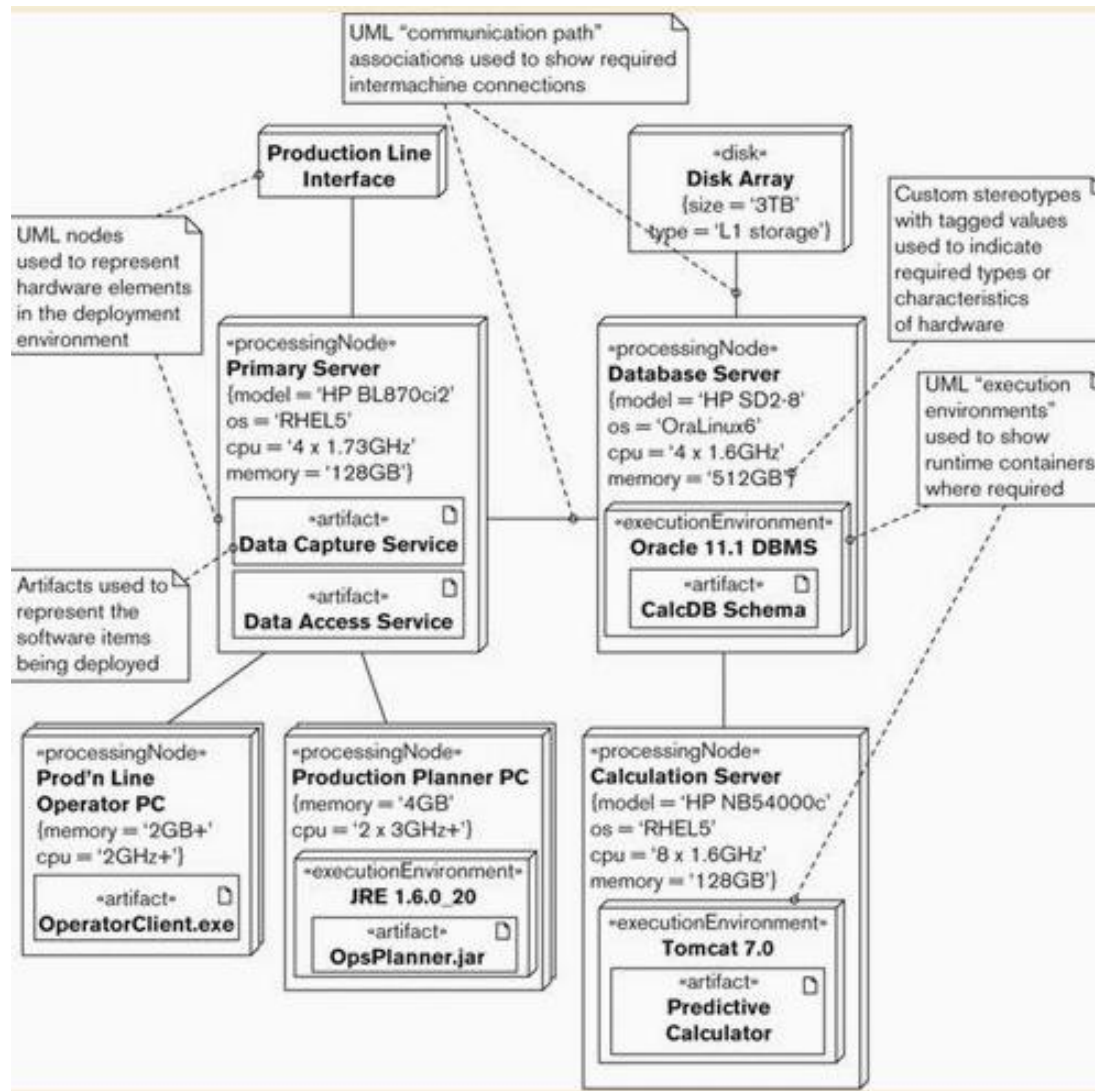 UML “communication path”
associations used to show required
intermachine connections
Production Line
Interface
«disk»
Disk Array
{size = '3TB'
type = 'L1 storage'}
Custom stereotypes
with tagged values
used to indicate
required types or
characteristics
of hardware
UML nodes
used to represent
hardware elements
in the deployment
environment
«processingNode»
Primary Server
{model = 'HP BL870ci2'
os = 'RHEL5'
cpu = '4 x 1.73GHz'
memory = '128GB'}
«artifact»
Data Capture Service
«artifact»
Data Access Service
«processingNode»
Database Server
{model = 'HP SD2-8'
os = 'OraLinux6'
cpu = '4 x 1.6GHz'
memory = '512GB'}
«executionEnvironment»
Oracle 11.1 DBMS
«artifact»
CalcDB Schema
UML “execution
environments”
used to show
runtime containers
where required
Artifacts used to
represent the
software items
being deployed
«processingNode»
Prod'n Line
Operator PC
{memory = '2GB+'
cpu = '2GHz+'}
«artifact»
OperatorClient.exe
«processingNode»
Production Planner PC
{memory = '4GB'
cpu = '2 x 3GHz+'}
«executionEnvironment»
JRE 1.6.0_20
«artifact»
OpsPlanner.jar
«processingNode»
Calculation Server
{model = 'HP NB54000c'
os = 'RHEL5'
cpu = '8 x 1.6GHz'
memory = '128GB'}
«executionEnvironment»
Tomcat 7.0
«artifact»
Predictive
Calculator